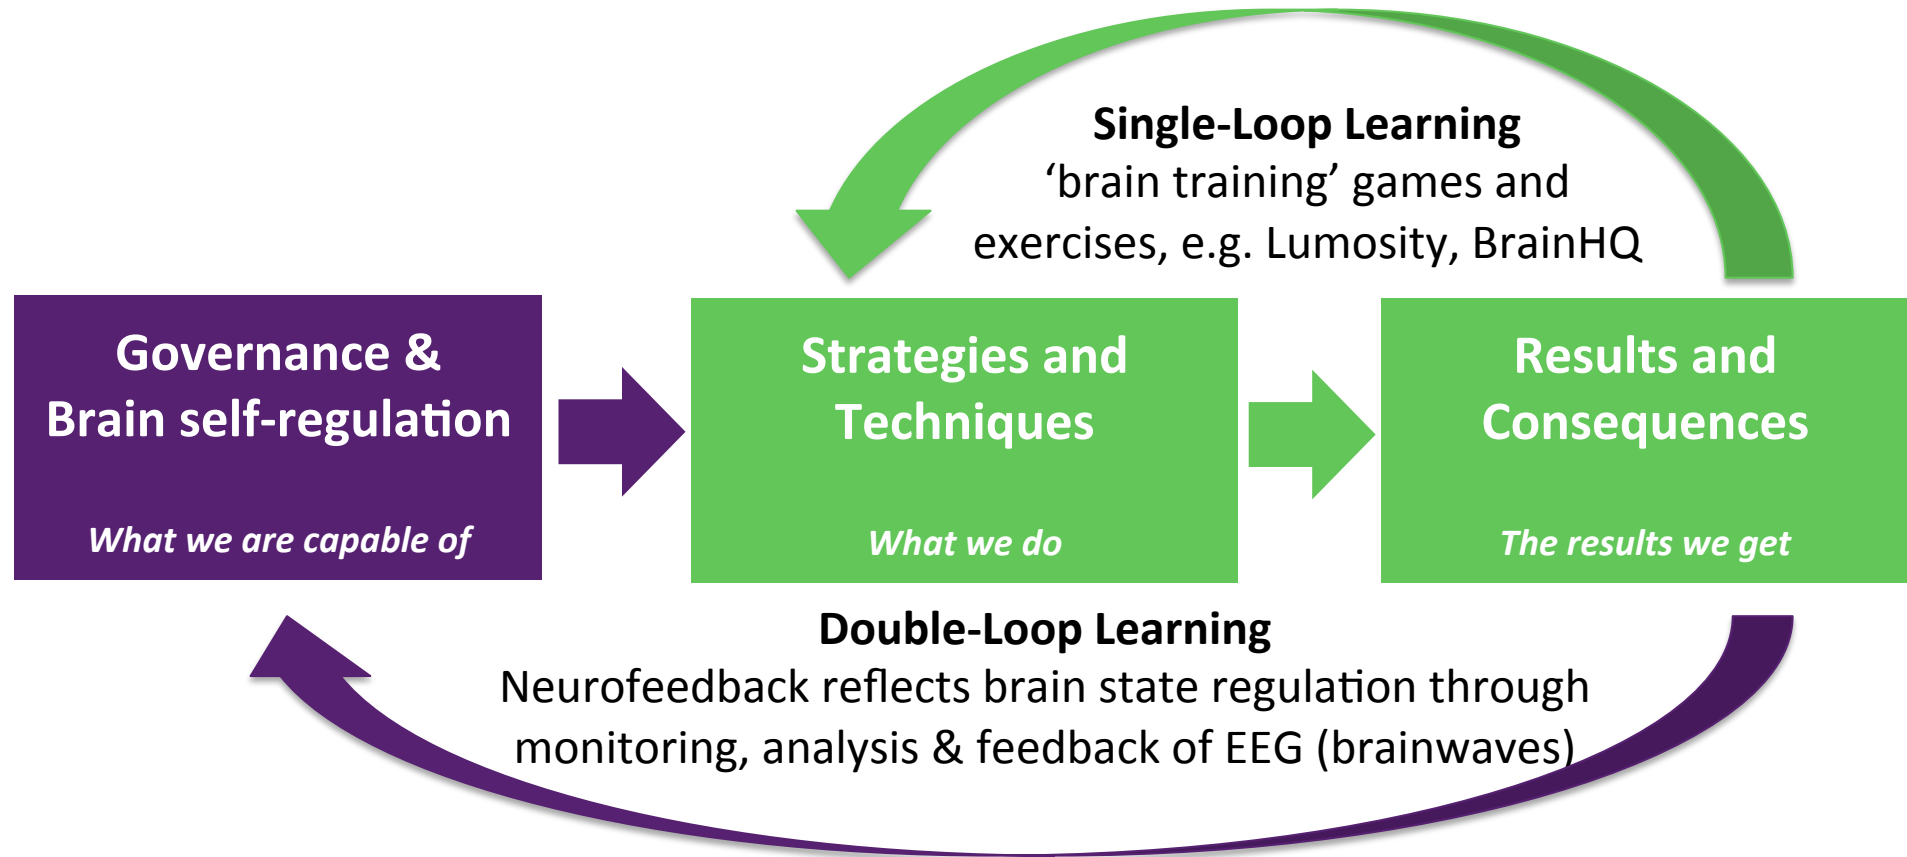 Single-Loop Learning
‘brain training’ games and
exercises, e.g. Lumosity, BrainHQ
Governance &
Brain self-regulation
What we are capable of
Strategies and
Techniques
What we do
Results and
Consequences
The results we get
Double-Loop Learning
Neurofeedback reflects brain state regulation through
monitoring, analysis & feedback of EEG (brainwaves)